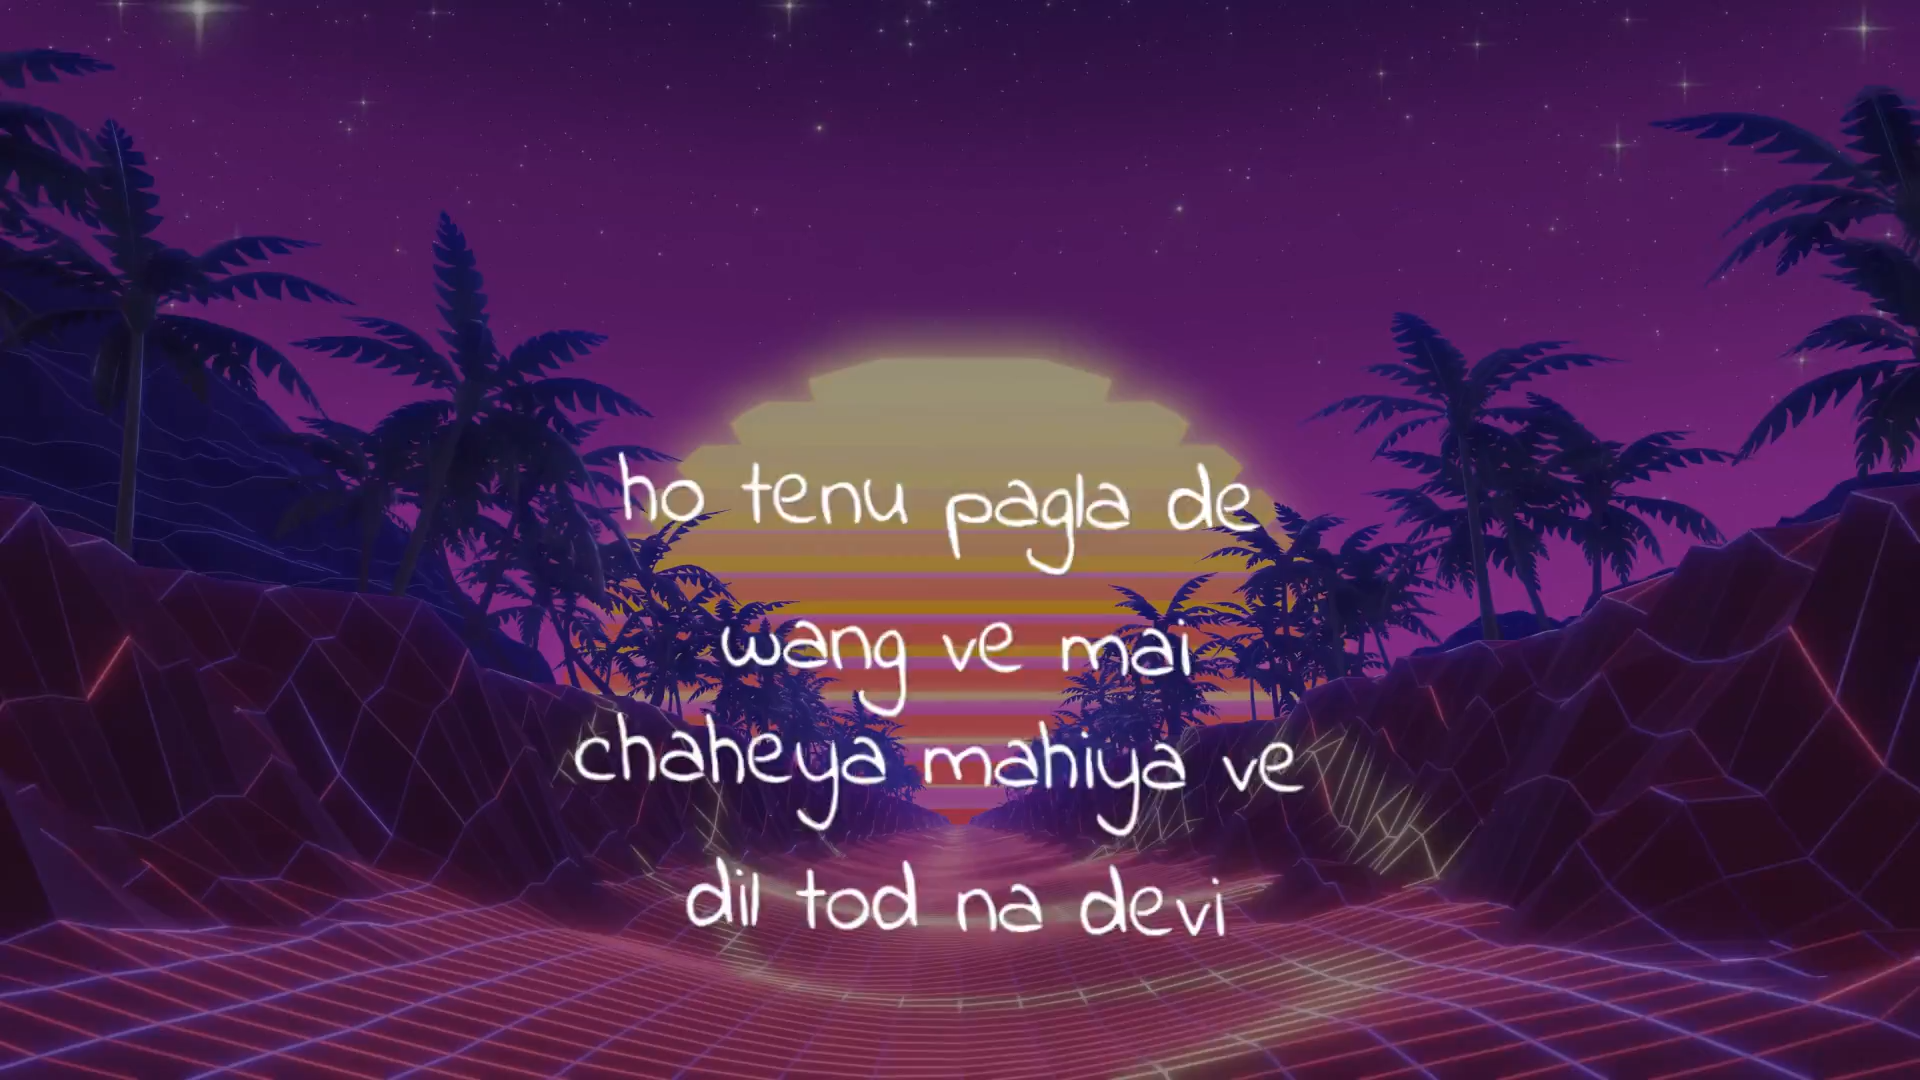 ho tenu pagla de
wang ve mai
chaheya mahiya ve
dil tod na devi